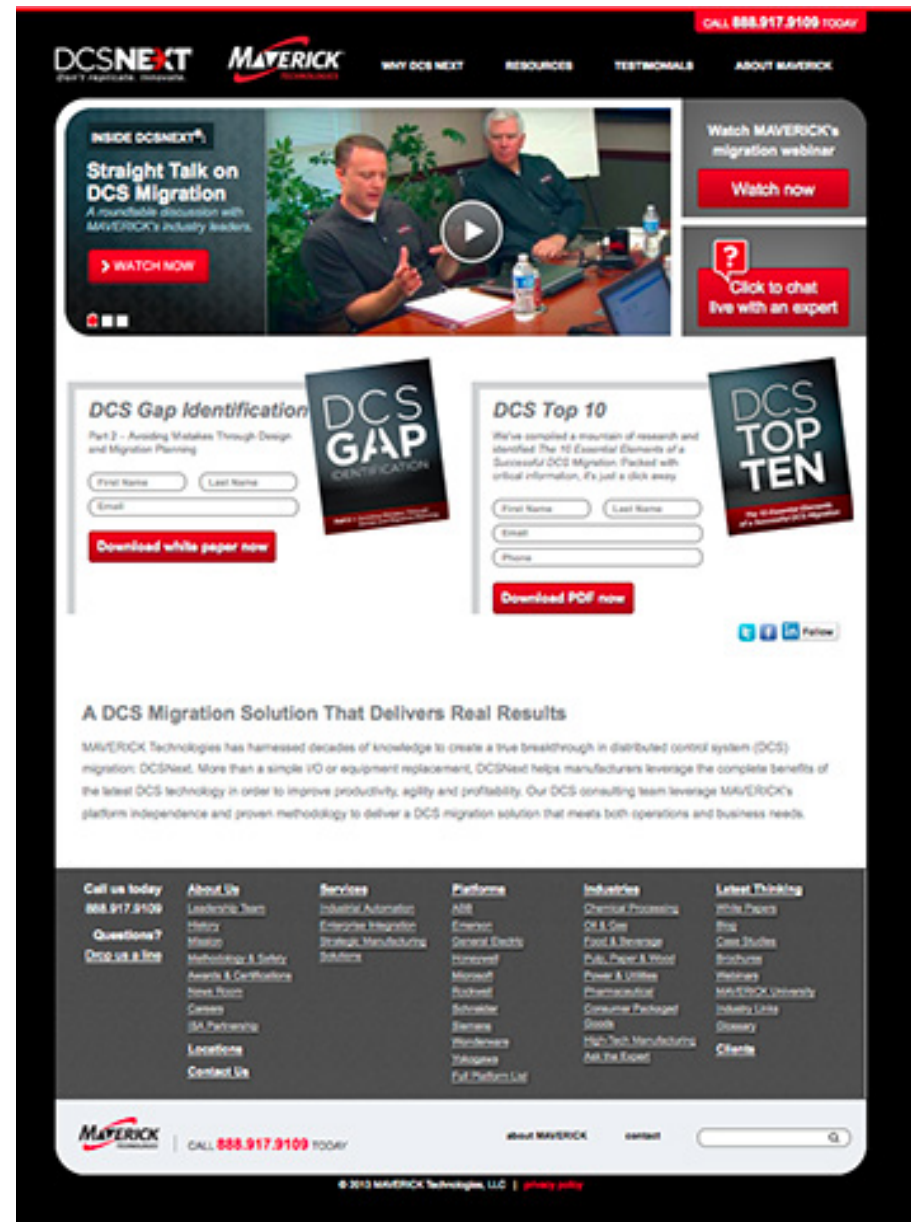 CALL 888.917.9109 TODAY
DCSNEXT
Don't replicate. Innovate.
MAVERICK
TECHNOLOGIES
WHY DCS NEXT
RESOURCES
TESTIMONIALS
ABOUT MAVERICK
INSIDE DCSNEXT
Straight Talk on
DCS Migration
A roundtable discussion with
MAVERICK's industry leaders.
WATCH NOW
Watch MAVERICK's
migration webinar
Watch now
?
Click to chat
live with an expert
DCS Gap Identification
Part 2 – Avoiding Mistakes Through Design
and Migration Planning
First Name
Last Name
Email
Download white paper now
DCS
GAP
IDENTIFICATION
DCS Top 10
We've compiled a mountain of research and
identified The 10 Essential Elements of a
Successful DCS Migration. Packed with
critical information, it's just a click away.
First Name
Last Name
Email
Phone
Download PDF now
DCS
TOP
TEN
The 10 Essential Elements
of a Successful DCS Migration
Follow
A DCS Migration Solution That Delivers Real Results
MAVERICK Technologies has harnessed decades of knowledge to create a true breakthrough in distributed control system (DCS)
migration: DCSNext. More than a simple I/O or equipment replacement, DCSNext helps manufacturers leverage the complete benefits of
the latest DCS technology in order to improve productivity, agility and profitability. Our DCS consulting team leverage MAVERICK's
platform independence and proven methodology to deliver a DCS migration solution that meets both operations and business needs.
Call us today
888.917.9109
Questions?
Drop us a line
About Us
Leadership Team
History
Mission
Methodology & Safety
Awards & Certifications
News Room
Careers
ISA Partnership
Locations
Contact Us
Services
Industrial Automation
Enterprise Integration
Strategic Manufacturing
Solutions
Platforms
ABB
Emerson
General Electric
Honeywell
Microsoft
Rockwell
Schneider
Siemens
Wonderware
Yokogawa
Full Platform List
Industries
Chemical Processing
Oil & Gas
Food & Beverage
Pulp, Paper & Wood
Power & Utilities
Pharmaceutical
Consumer Packaged
Goods
High-Tech Manufacturing
Ask the Expert
Latest Thinking
White Papers
Blog
Case Studies
Brochures
Webinars
MAVERICK University
Industry Links
Glossary
Clients
MAVERICK
TECHNOLOGIES
CALL 888.917.9109 TODAY
about MAVERICK
contact
© 2013 MAVERICK Technologies, LLC | privacy policy